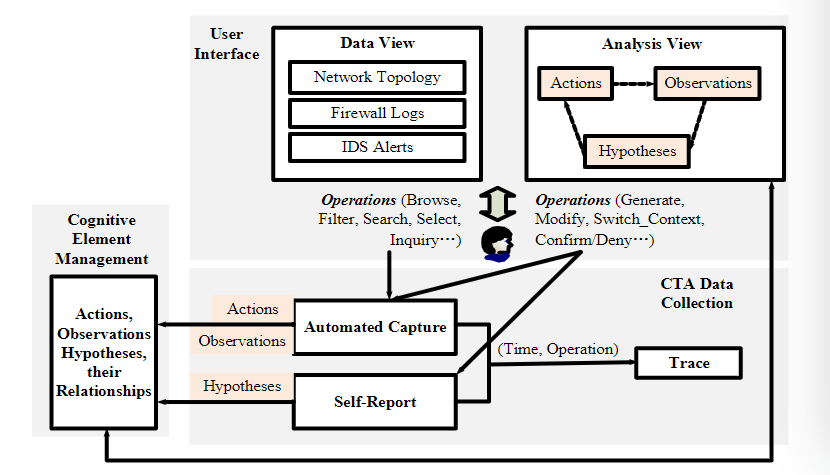 User
Interface
Data View
Network Topology
Firewall Logs
IDS Alerts
Analysis View
Actions
Observations
Hypotheses
Operations (Browse,
Filter, Search, Select,
Inquiry…)
Operations (Generate,
Modify, Switch_Context,
Confirm/Deny…)
Cognitive
Element
Management
Actions,
Observations
Hypotheses,
their
Relationships
CTA Data
Collection
Actions
Observations
Automated Capture
Hypotheses
Self-Report
(Time, Operation)
Trace